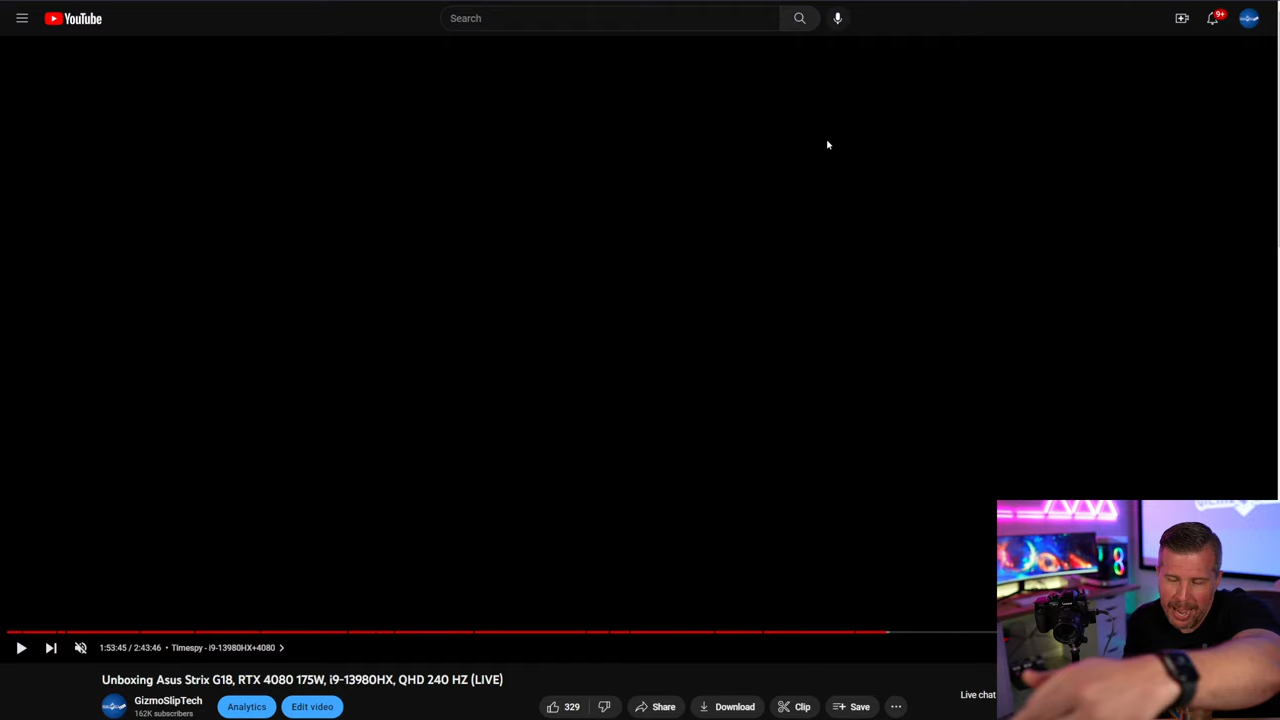 YouTube
Search
9+
1:53:45 / 2:43:46 • Timespy - i9-13980HX+4080
Unboxing Asus Strix G18, RTX 4080 175W, i9-13980HX, QHD 240 HZ (LIVE)
GizmoSlipTech
162K subscribers
Analytics
Edit video
329
Share
Download
Clip
Save
Live chat